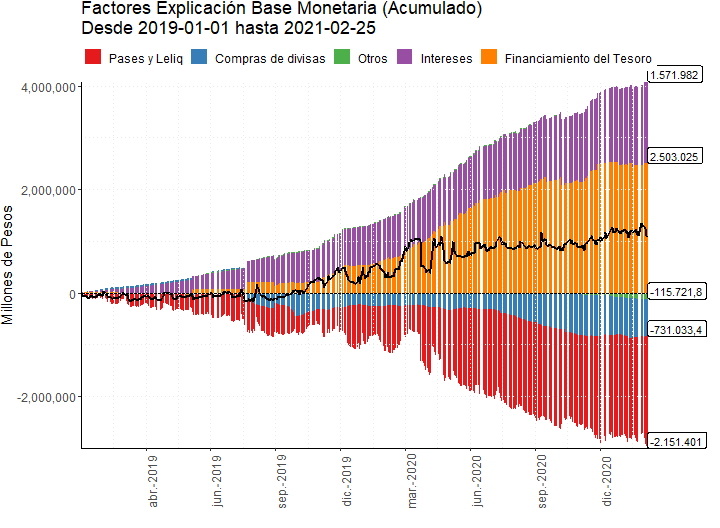 Factores Explicación Base Monetaria (Acumulado)
Desde 2019-01-01 hasta 2021-02-25
Pases y Leliq Compras de divisas Otros Intereses Financiamiento del Tesoro
Millones de Pesos
4,000,000
2,000,000
0
-2,000,000
1.571.982
2.503.025
-115.721,8
-731.033,4
-2.151.401
abr.-2019
jun.-2019
sep.-2019
dic.-2019
mar.-2020
jun.-2020
sep.-2020
dic.-2020